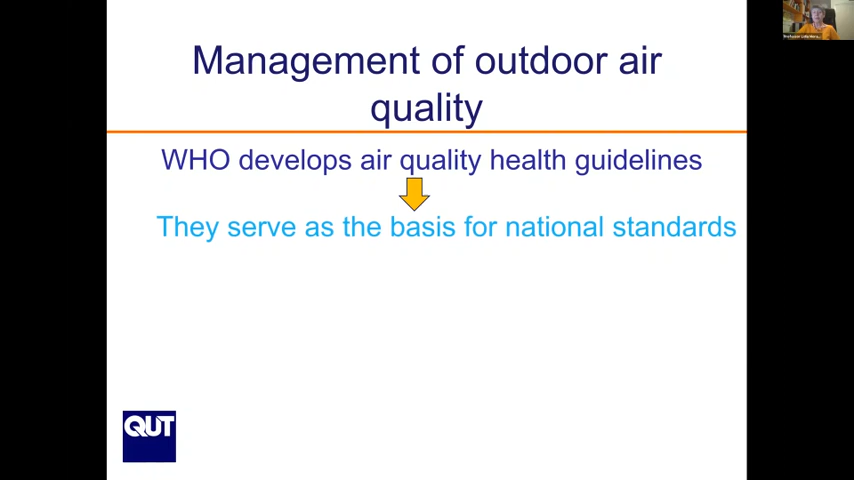 Management of outdoor air
quality
WHO develops air quality health guidelines
They serve as the basis for national standards
QUT